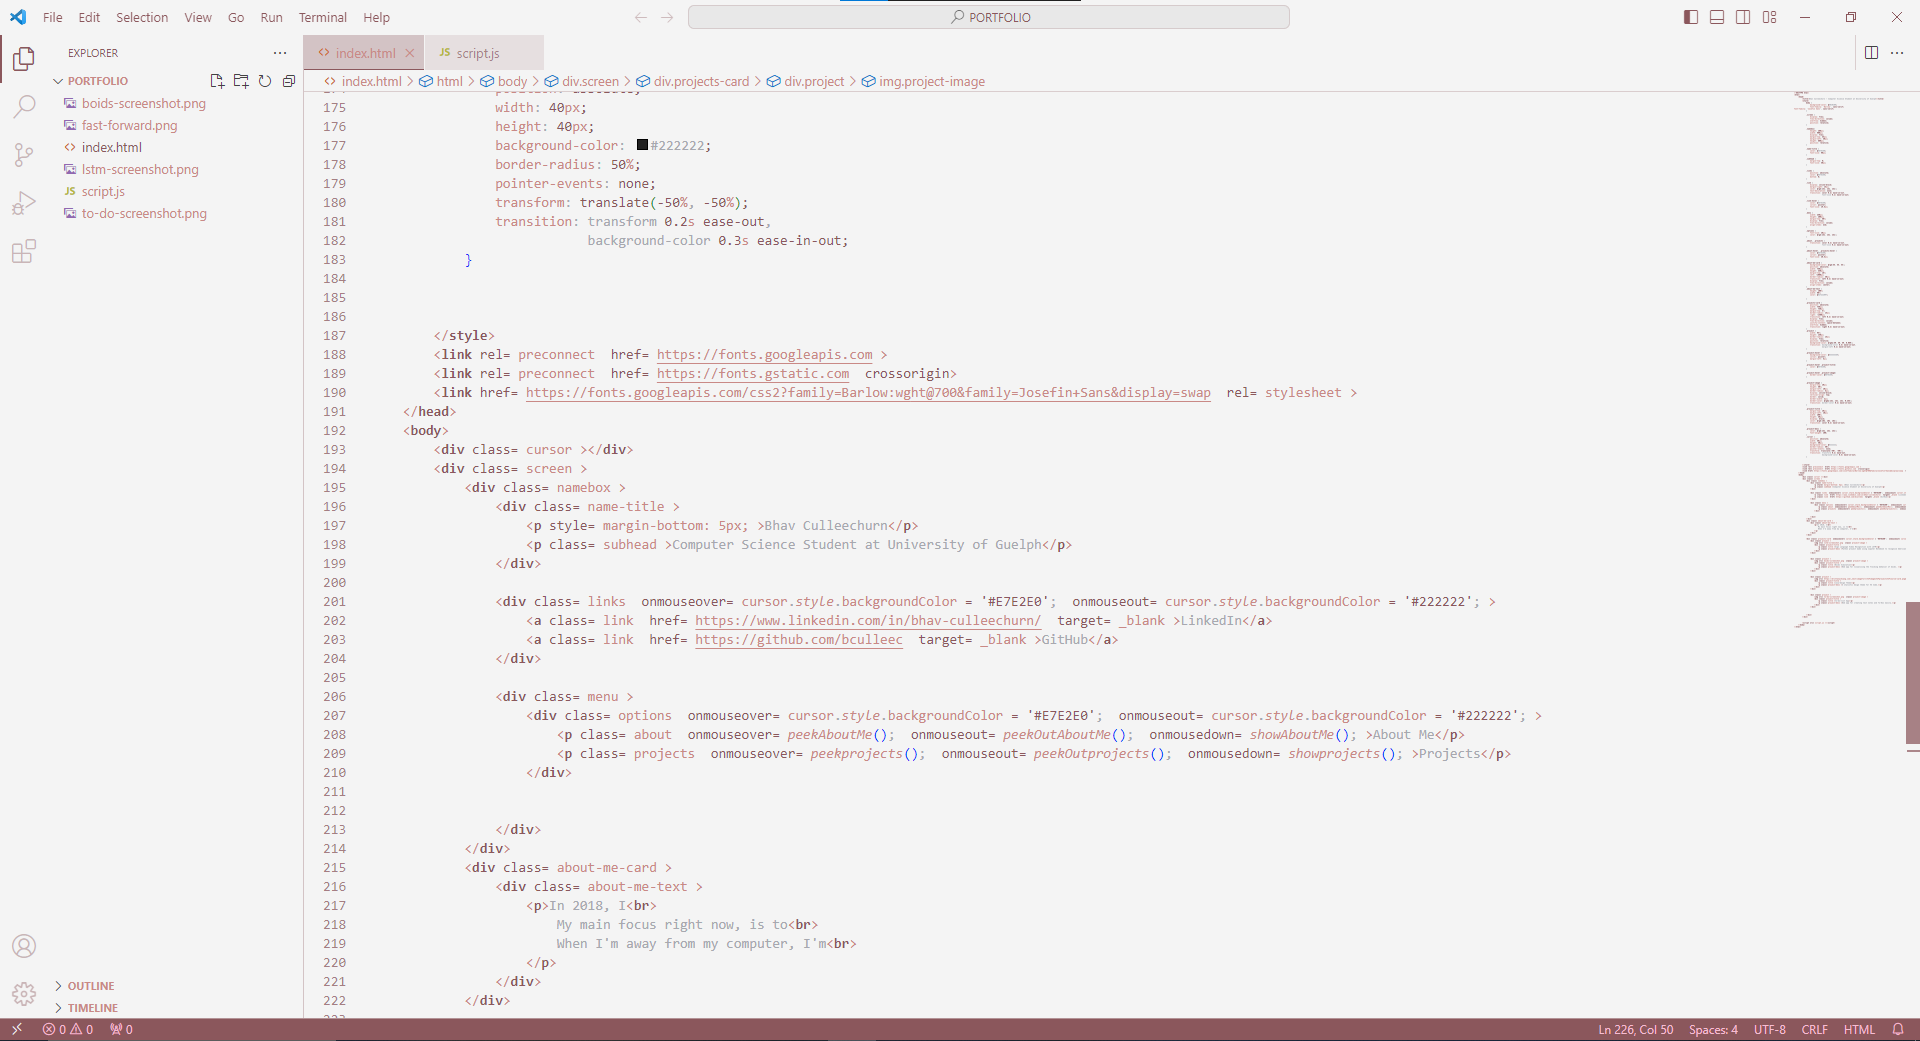 File Edit Selection View Go Run Terminal Help
PORTFOLIO
EXPLORER
PORTFOLIO
boids-screenshot.png
fast-forward.png
index.html
lstm-screenshot.png
script.js
to-do-screenshot.png
OUTLINE
TIMELINE
index.html
JS script.js
index.html > html > body > div.screen > div.projects-card > div.project > img.project-image
175 width: 40px;
176 height: 40px;
177 background-color: #222222;
178 border-radius: 50%;
179 pointer-events: none;
180 transform: translate(-50%, -50%);
181 transition: transform 0.2s ease-out,
182 background-color 0.3s ease-in-out;
183 }
184
185
186
187 </style>
188 <link rel= preconnect href= https://fonts.googleapis.com >
189 <link rel= preconnect href= https://fonts.gstatic.com crossorigin>
190 <link href= https://fonts.googleapis.com/css2?family=Barlow:wght@700&family=Josefin+Sans&display=swap rel= stylesheet >
191 </head>
192 <body>
193 <div class= cursor ></div>
194 <div class= screen >
195 <div class= namebox >
196 <div class= name-title >
197 <p style= margin-bottom: 5px; >Bhav Culleechurn</p>
198 <p class= subhead >Computer Science Student at University of Guelph</p>
199 </div>
200
201 <div class= links onmouseover= cursor.style.backgroundColor = '#E7E2E0'; onmouseout= cursor.style.backgroundColor = '#222222'; >
202 <a class= link href= https://www.linkedin.com/in/bhav-culleechurn/ target= _blank >LinkedIn</a>
203 <a class= link href= https://github.com/bculleec target= _blank >GitHub</a>
204 </div>
205
206 <div class= menu >
207 <div class= options onmouseover= cursor.style.backgroundColor = '#E7E2E0'; onmouseout= cursor.style.backgroundColor = '#222222'; >
208 <p class= about onmouseover= peekAboutMe(); onmouseout= peekOutAboutMe(); onmousedown= showAboutMe(); >About Me</p>
209 <p class= projects onmouseover= peekprojects(); onmouseout= peekOutprojects(); onmousedown= showprojects(); >Projects</p>
210 </div>
211
212
213 </div>
214 </div>
215 <div class= about-me-card >
216 <div class= about-me-text >
217 <p>In 2018, I<br>
218 My main focus right now, is to<br>
219 When I'm away from my computer, I'm<br>
220 </p>
221 </div>
222 </div>
0 0 0
Ln 226, Col 50 Spaces: 4 UTF-8 CRLF HTML